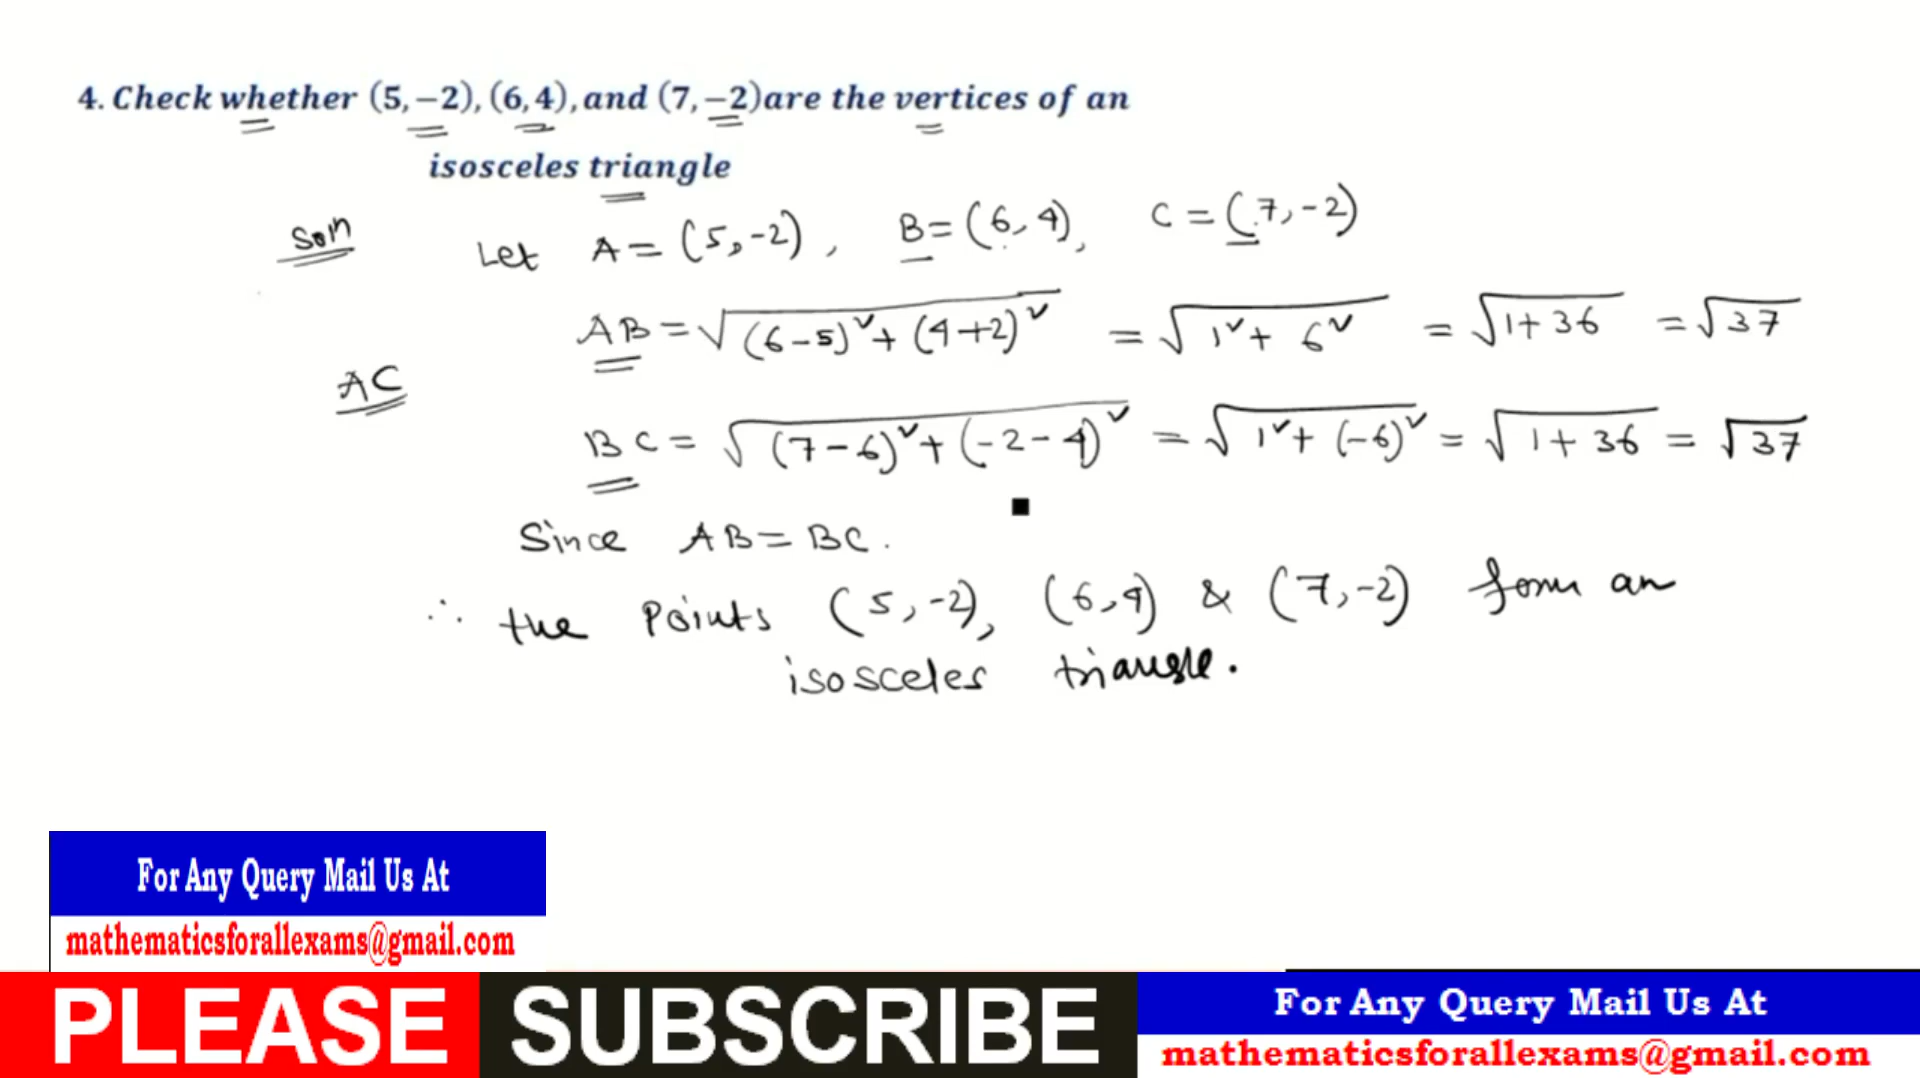 4. Check whether (5,−2),(6,4),and (7,−2)are the vertices of an
isosceles triangle
Soln
Let A = (5,-2), B = (6,4), C = (7,-2)
AB = √((6-5)² + (4+2)²) = √(1² + 6²) = √(1+36) = √37
AC
BC = √((7-6)² + (-2-4)²) = √(1² + (-6)²) = √(1+36) = √37
Since AB = BC.
∴ the Points (5,-2), (6,4) & (7,-2) form an
isosceles triangle.
For Any Query Mail Us At
mathematicsforallexams@gmail.com
PLEASE SUBSCRIBE
For Any Query Mail Us At
mathematicsforallexams@gmail.com